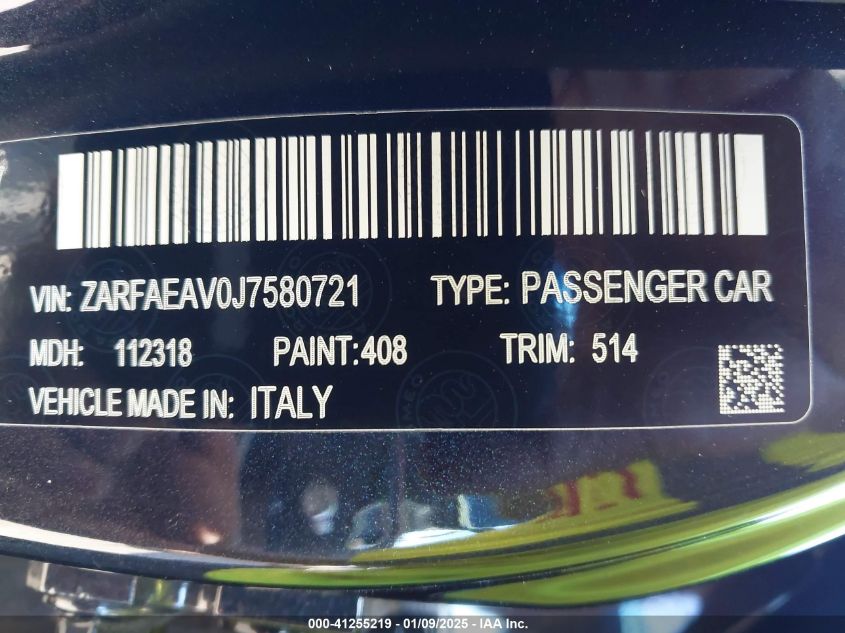 VIN: ZARFAEAV0J7580721 TYPE: PASSENGER CAR
MDH: 112318 PAINT:408 TRIM: 514
VEHICLE MADE IN: ITALY
000-41255219 - 01/09/2025 - IAA Inc.